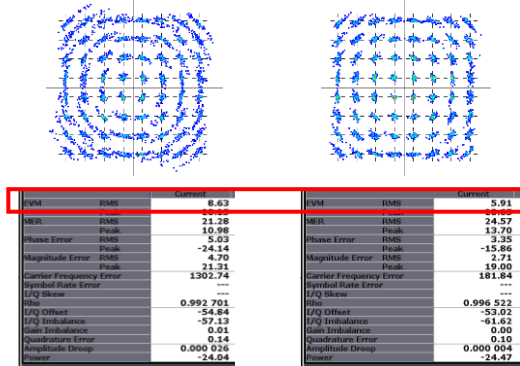 Current
EVM RMS 8.63
Peak
MER RMS 21.28
Peak 10.98
Phase Error RMS 5.03
Peak -24.14
Magnitude Error RMS 4.70
Peak 21.31
Carrier Frequency Error 1302.74
Symbol Rate Error ---
I/Q Skew ---
Rho 0.992 701
I/Q Offset -54.84
I/Q Imbalance -57.13
Gain Imbalance 0.01
Quadrature Error 0.14
Amplitude Droop 0.000 026
Power -24.04
Current
EVM RMS 5.91
Peak
MER RMS 24.57
Peak 13.70
Phase Error RMS 3.35
Peak -15.86
Magnitude Error RMS 2.71
Peak 19.00
Carrier Frequency Error 181.84
Symbol Rate Error ---
I/Q Skew ---
Rho 0.996 522
I/Q Offset -53.02
I/Q Imbalance -61.62
Gain Imbalance 0.00
Quadrature Error 0.10
Amplitude Droop 0.000 004
Power -24.47